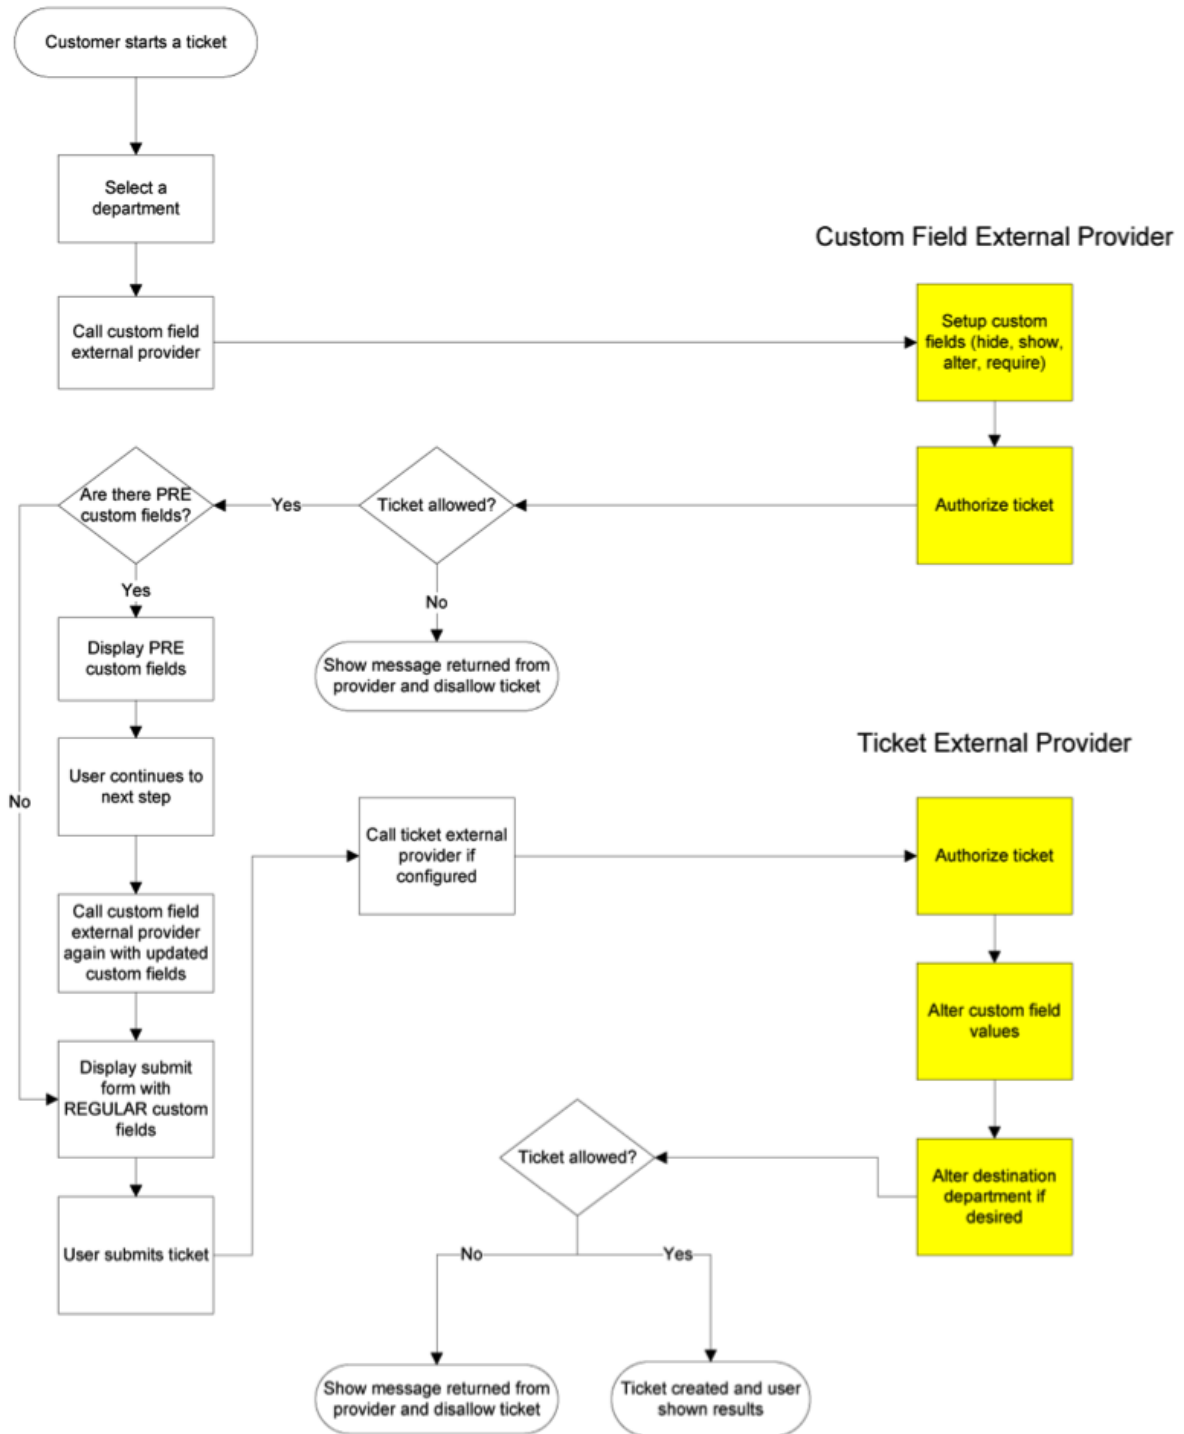 Customer starts a ticket
Select a
department
Custom Field External Provider
Call custom field
external provider
Setup custom
fields (hide, show,
alter, require)
Are there PRE
custom fields?
Yes
Ticket allowed?
Authorize ticket
Yes
No
Display PRE
custom fields
Show message returned from
provider and disallow ticket
Ticket External Provider
User continues to
next step
No
Call ticket external
provider if
configured
Authorize ticket
Call custom field
external provider
again with updated
custom fields
Alter custom field
values
Display submit
form with
REGULAR custom
fields
Ticket allowed?
Alter destination
department if
desired
User submits ticket
No
Yes
Show message returned from
provider and disallow ticket
Ticket created and user
shown results